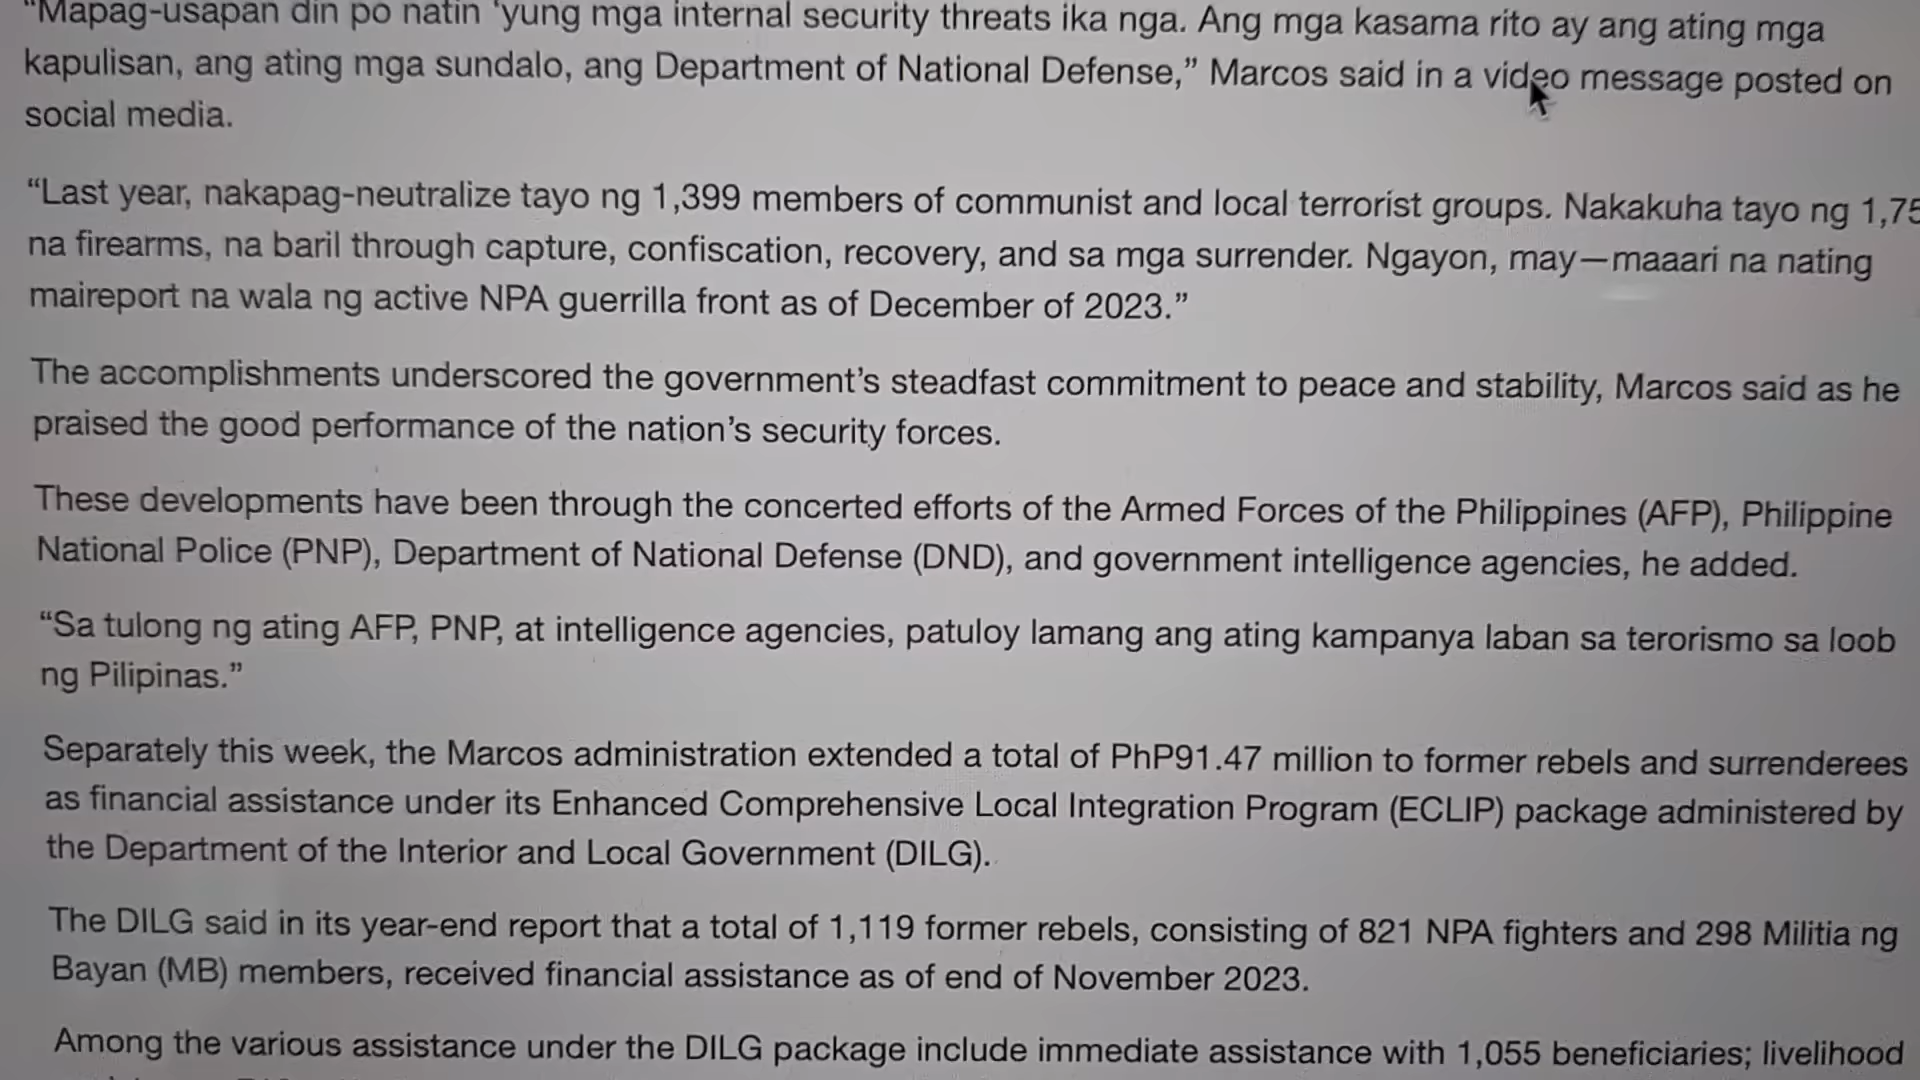 “Mapag-usapan din po natin ‘yung mga internal security threats ika nga. Ang mga kasama rito ay ang ating mga
kapulisan, ang ating mga sundalo, ang Department of National Defense,” Marcos said in a video message posted on
social media.
“Last year, nakapag-neutralize tayo ng 1,399 members of communist and local terrorist groups. Nakakuha tayo ng
na firearms, na baril through capture, confiscation, recovery, and sa mga surrender. Ngayon, may—maaari na nating
maireport na wala ng active NPA guerrilla front as of December of 2023.”
The accomplishments underscored the government’s steadfast commitment to peace and stability, Marcos said as he
praised the good performance of the nation’s security forces.
These developments have been through the concerted efforts of the Armed Forces of the Philippines (AFP), Philippine
National Police (PNP), Department of National Defense (DND), and government intelligence agencies, he added.
“Sa tulong ng ating AFP, PNP, at intelligence agencies, patuloy lamang ang ating kampanya laban sa terorismo sa loob
ng Pilipinas.”
Separately this week, the Marcos administration extended a total of PhP91.47 million to former rebels and surrenderees
as financial assistance under its Enhanced Comprehensive Local Integration Program (ECLIP) package administered by
the Department of the Interior and Local Government (DILG).
The DILG said in its year-end report that a total of 1,119 former rebels, consisting of 821 NPA fighters and 298 Militia ng
Bayan (MB) members, received financial assistance as of end of November 2023.
Among the various assistance under the DILG package include immediate assistance with 1,055 beneficiaries; livelihood